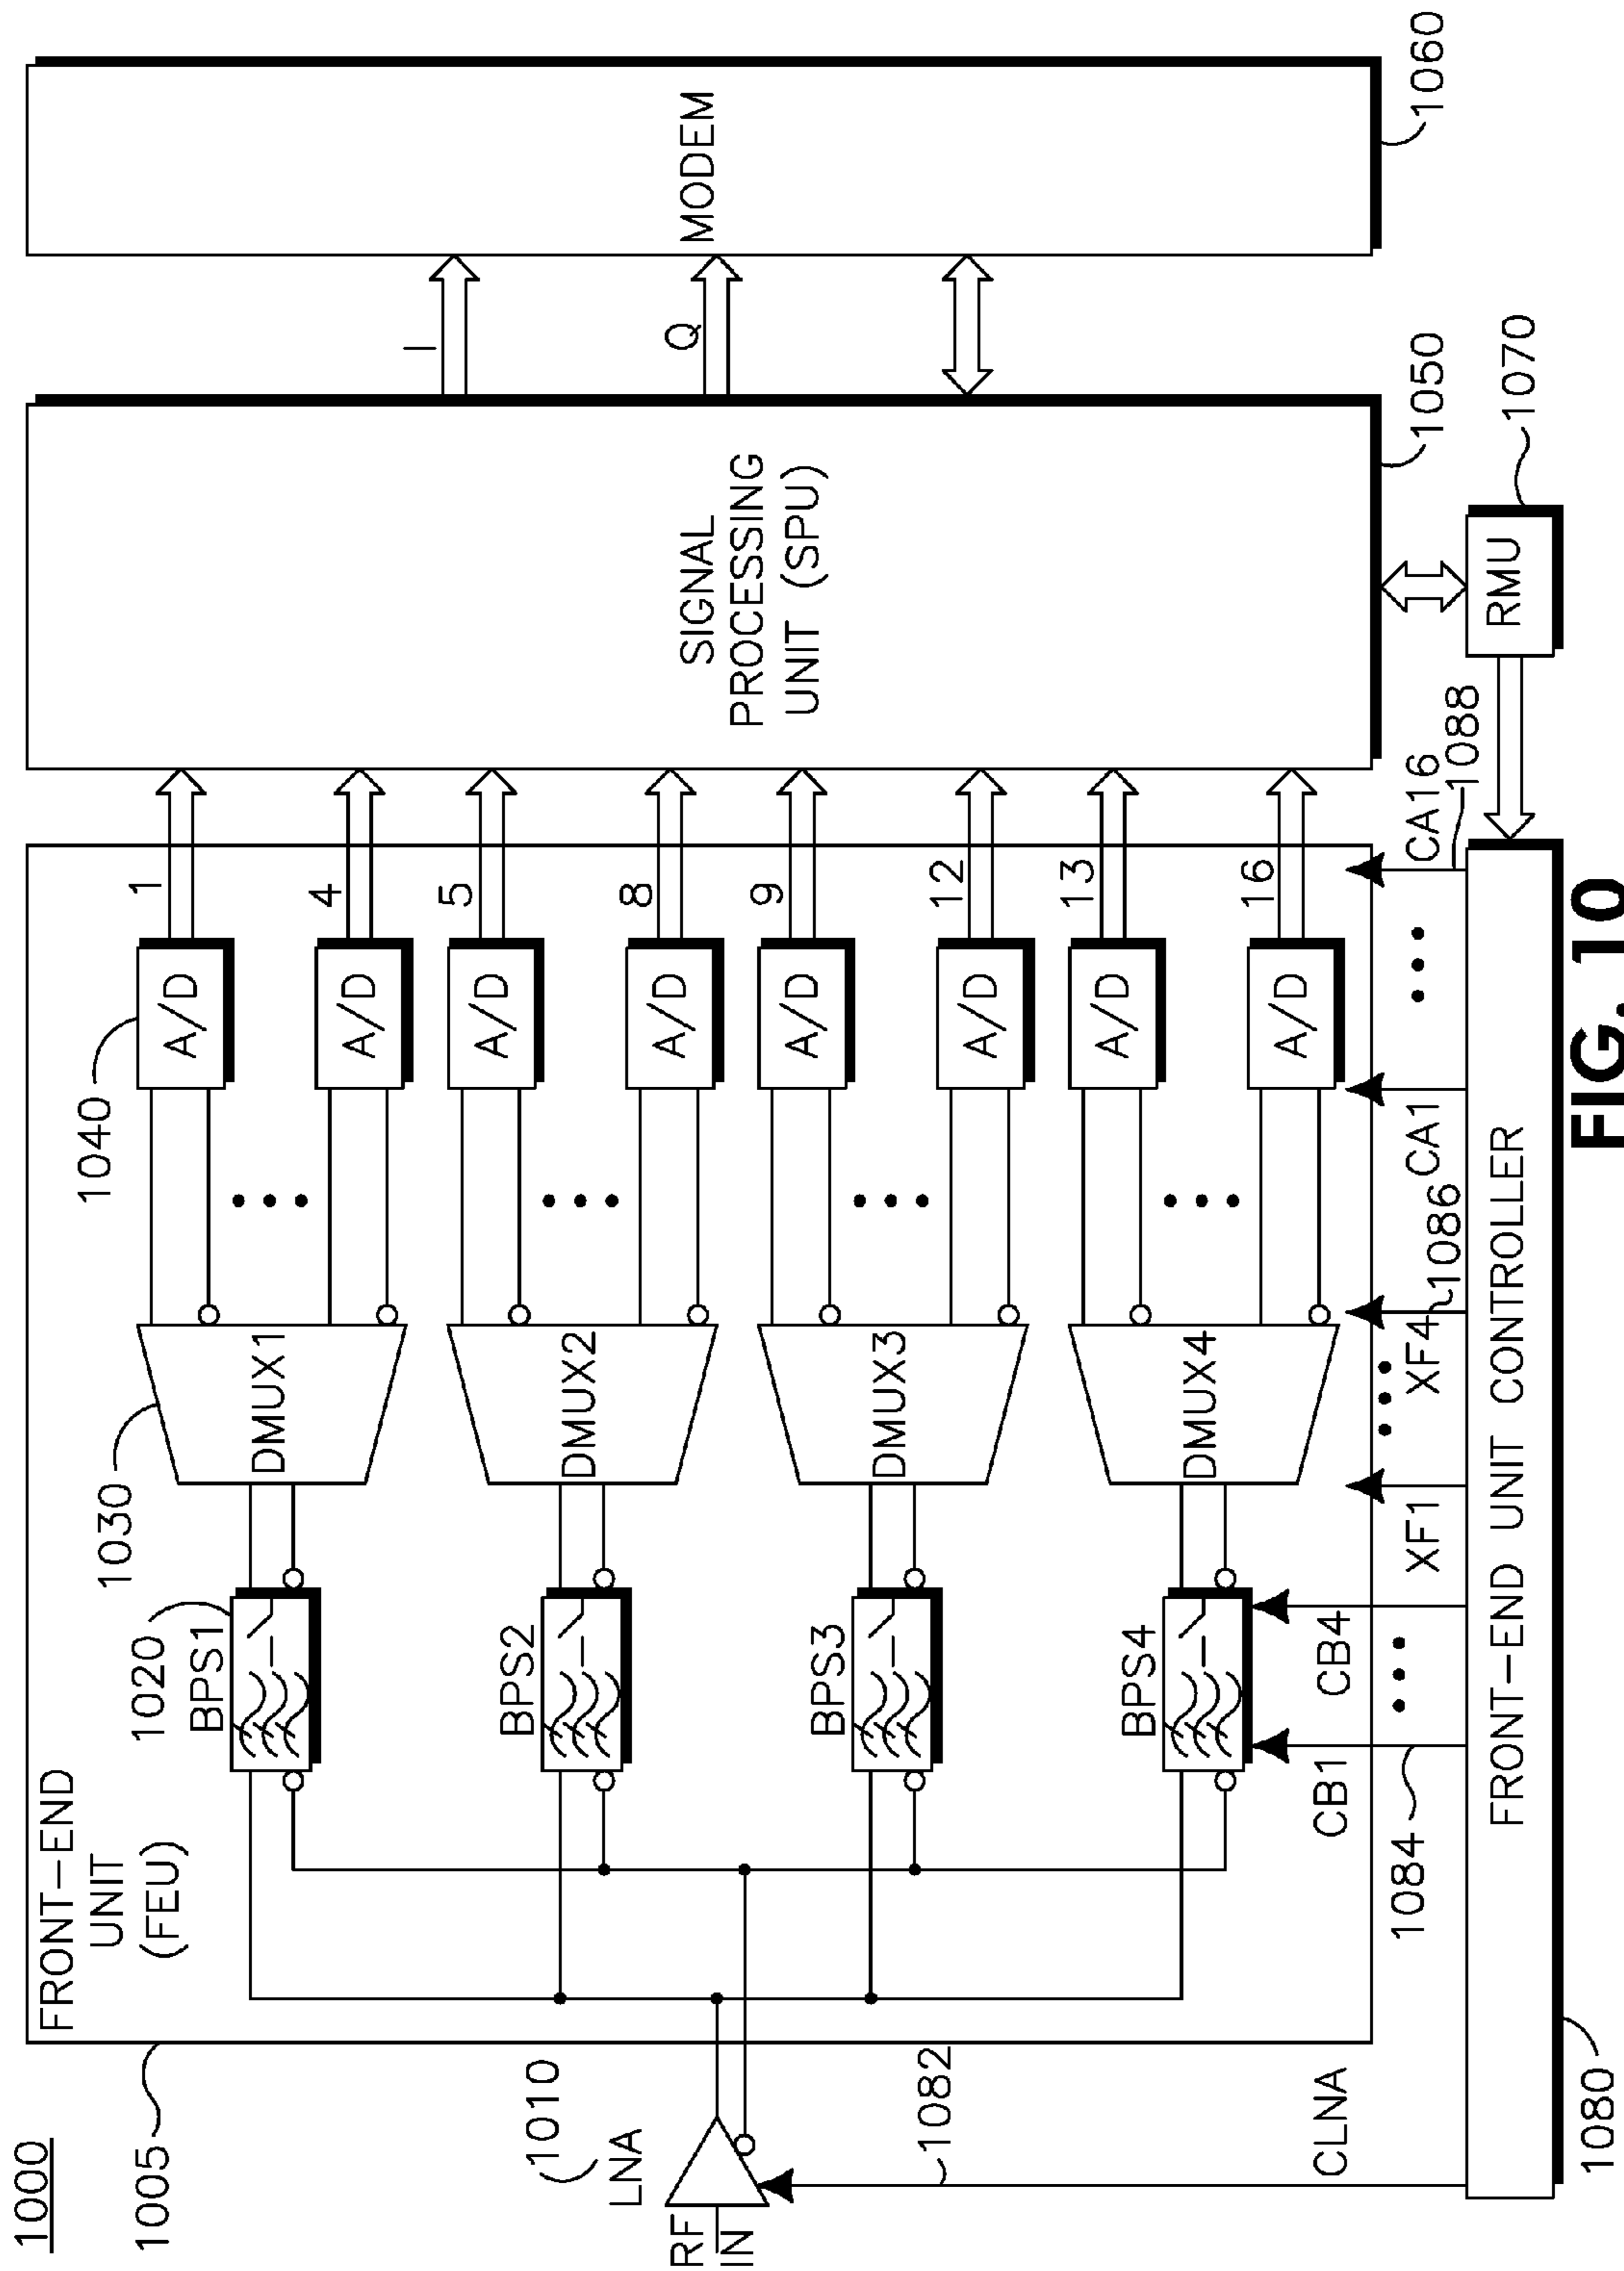 1000
1005
FRONT-END
UNIT
(FEU)
RF
IN
LNA
1010
1082
CLNA
1020
BPS1
BPS2
BPS3
BPS4
1030
DMUX1
DMUX2
DMUX3
DMUX4
1040
A/D
A/D
A/D
A/D
A/D
A/D
A/D
A/D
1
4
5
8
9
12
13
16
SIGNAL
PROCESSING
UNIT (SPU)
1050
I
Q
MODEM
1060
RMU
1070
CB1
1084
CB4
XF1
XF4
1086
CA1
CA16
1088
FRONT-END UNIT CONTROLLER
1080
FIG. 10